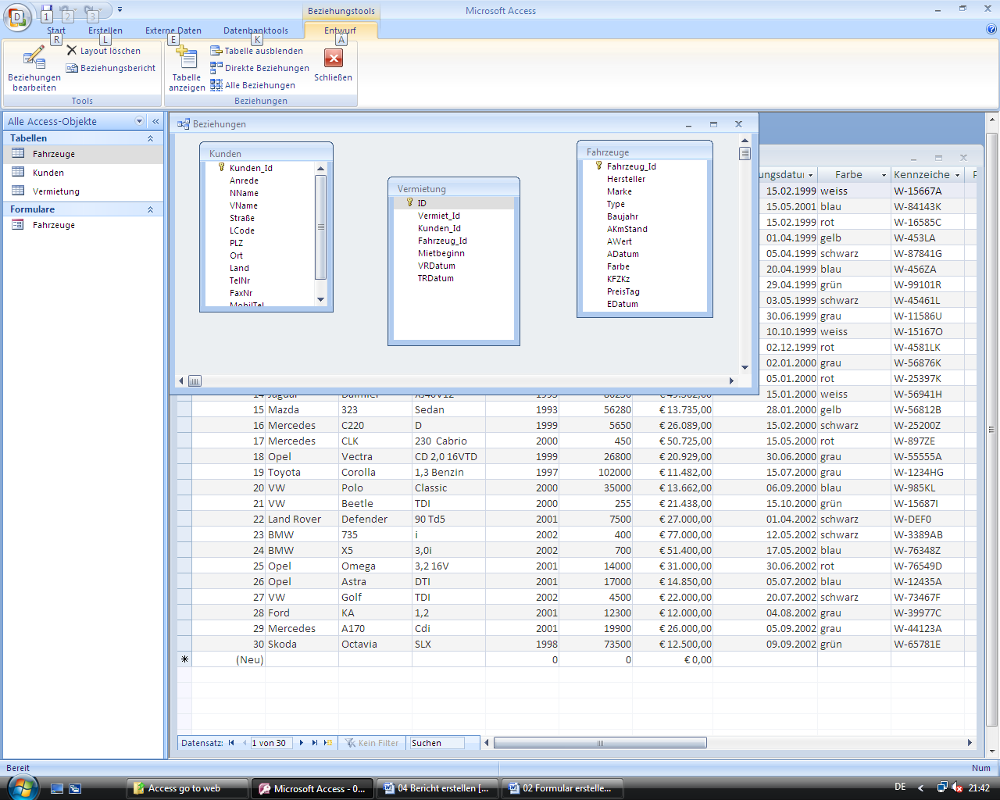 Beziehungstools
Microsoft Access
D 1 2 3
Start Erstellen Externe Daten Datenbanktools Entwurf
R L E K A
Beziehungen bearbeiten
Layout löschen
Beziehungsbericht
Tools
Tabelle anzeigen
Tabelle ausblenden
Direkte Beziehungen
Alle Beziehungen
Schließen
Beziehungen
Alle Access-Objekte
Tabellen
Fahrzeuge
Kunden
Vermietung
Formulare
Fahrzeuge
Beziehungen
Kunden
Kunden_Id
Anrede
NName
VName
Straße
LCode
PLZ
Ort
Land
TelNr
FaxNr
MobilTel
Vermietung
ID
Vermiet_Id
Kunden_Id
Fahrzeug_Id
Mietbeginn
VRDatum
TRDatum
Fahrzeuge
Fahrzeug_Id
Hersteller
Marke
Type
Baujahr
AKmStand
AWert
ADatum
Farbe
KFZKz
PreisTag
EDatum
ungsdatu Farbe Kennzeiche
15.02.1999 weiss W-15667A
15.05.2001 blau W-84143K
15.02.1999 rot W-16585C
01.04.1999 gelb W-453LA
05.04.1999 schwarz W-87841G
20.04.1999 blau W-456ZA
29.04.1999 grün W-99101R
03.05.1999 schwarz W-45461L
30.06.1999 grau W-11586U
10.10.1999 weiss W-15167O
02.12.1999 rot W-4581LK
02.01.2000 grau W-56876K
05.01.2000 rot W-25397K
15.01.2000 weiss W-56941H
15 Mazda 323 Sedan 1993 56280 € 13.735,00 28.01.2000 gelb W-56812B
16 Mercedes C220 D 1999 5650 € 26.089,00 15.02.2000 schwarz W-25200Z
17 Mercedes CLK 230 Cabrio 2000 450 € 50.725,00 15.05.2000 rot W-897ZE
18 Opel Vectra CD 2,0 16VTD 1999 26800 € 20.929,00 30.06.2000 grau W-55555A
19 Toyota Corolla 1,3 Benzin 1997 102000 € 11.482,00 15.07.2000 grau W-1234HG
20 VW Polo Classic 2000 35000 € 13.662,00 06.09.2000 blau W-985KL
21 VW Beetle TDI 2000 255 € 21.438,00 15.10.2000 grün W-15687I
22 Land Rover Defender 90 Td5 2001 7500 € 27.000,00 01.04.2002 schwarz W-DEF0
23 BMW 735 i 2002 400 € 77.000,00 12.05.2002 schwarz W-3389AB
24 BMW X5 3,0i 2002 700 € 51.400,00 17.05.2002 blau W-76348Z
25 Opel Omega 3,2 16V 2001 14000 € 31.000,00 30.06.2002 rot W-76549D
26 Opel Astra DTI 2001 17000 € 14.850,00 05.07.2002 blau W-12435A
27 VW Golf TDI 2002 4500 € 22.000,00 20.07.2002 schwarz W-73467F
28 Ford KA 1,2 2001 12300 € 12.000,00 04.08.2002 grau W-39977C
29 Mercedes A170 Cdi 2001 19900 € 26.000,00 05.09.2002 grau W-44123A
30 Skoda Octavia SLX 1998 73500 € 12.500,00 09.09.2002 grün W-65781E
(Neu) 0 0 € 0,00
Datensatz: 1 von 30 Kein Filter Suchen
Bereit Num
Access go to web
Microsoft Access - 0...
04 Bericht erstellen [...
02 Formular erstelle...
DE 21:42